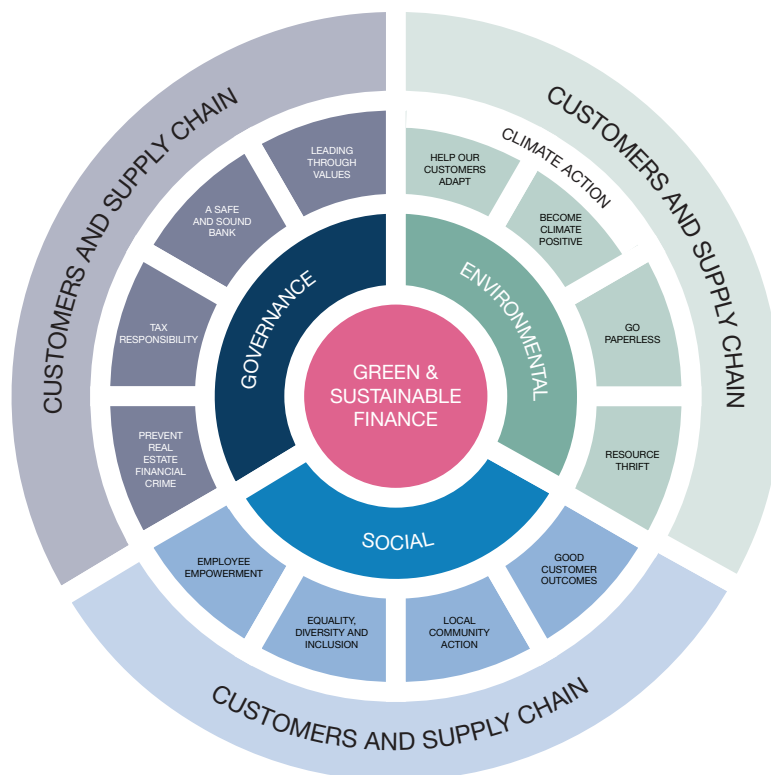 CUSTOMERS AND SUPPLY CHAIN
CUSTOMERS AND SUPPLY CHAIN
CUSTOMERS AND SUPPLY CHAIN
LEADING
THROUGH
VALUES
A SAFE
AND SOUND
BANK
TAX
RESPONSIBILITY
PREVENT
REAL
ESTATE
FINANCIAL
CRIME
CLIMATE ACTION
HELP OUR
CUSTOMERS
ADAPT
BECOME
CLIMATE
POSITIVE
GO
PAPERLESS
RESOURCE
THRIFT
GOVERNANCE
ENVIRONMENTAL
GREEN &
SUSTAINABLE
FINANCE
SOCIAL
EMPLOYEE
EMPOWERMENT
EQUALITY,
DIVERSITY AND
INCLUSION
LOCAL
COMMUNITY
ACTION
GOOD
CUSTOMER
OUTCOMES